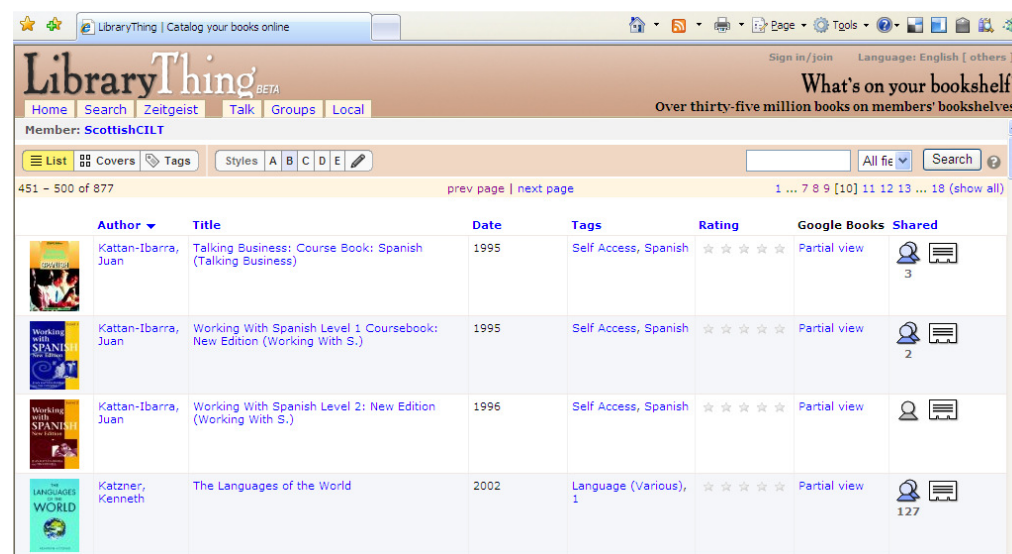 LibraryThing | Catalog your books online
Page Tools
LibraryThing BETA
Sign in/join Language: English [ others ]
What's on your bookshelf
Over thirty-five million books on members' bookshelves
Home Search Zeitgeist Talk Groups Local
Member: ScottishCILT
List Covers Tags Styles A B C D E All fie Search
451 – 500 of 877 prev page | next page 1 ... 7 8 9 [10] 11 12 13 ... 18 (show all)
Author Title Date Tags Rating Google Books Shared
Kattan-Ibarra, Talking Business: Course Book: Spanish 1995 Self Access, Spanish Partial view
Juan (Talking Business)
3
SPANISH
Kattan-Ibarra, Working With Spanish Level 1 Coursebook: 1995 Self Access, Spanish Partial view
Juan New Edition (Working With S.)
2
Working
with
SPANISH
New Edition
Kattan-Ibarra, Working With Spanish Level 2: New Edition 1996 Self Access, Spanish Partial view
Juan (Working With S.)
Working
with
SPANISH
New Edition
Katzner, The Languages of the World 2002 Language (Various), Partial view
Kenneth 1
127
THE
LANGUAGES
OF THE
WORLD